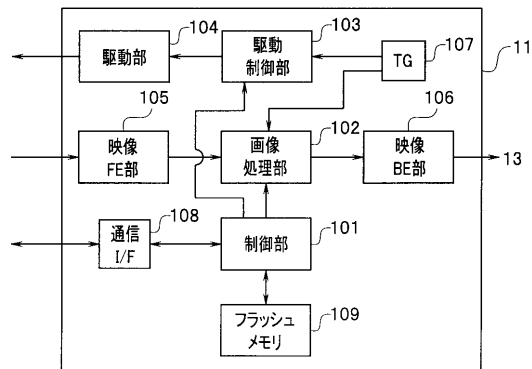 104
103
107
11
駆動部
駆動
制御部
TG
105
102
106
映像
FE部
画像
処理部
映像
BE部
13
108
101
通信
I/F
制御部
109
フラッシュ
メモリ